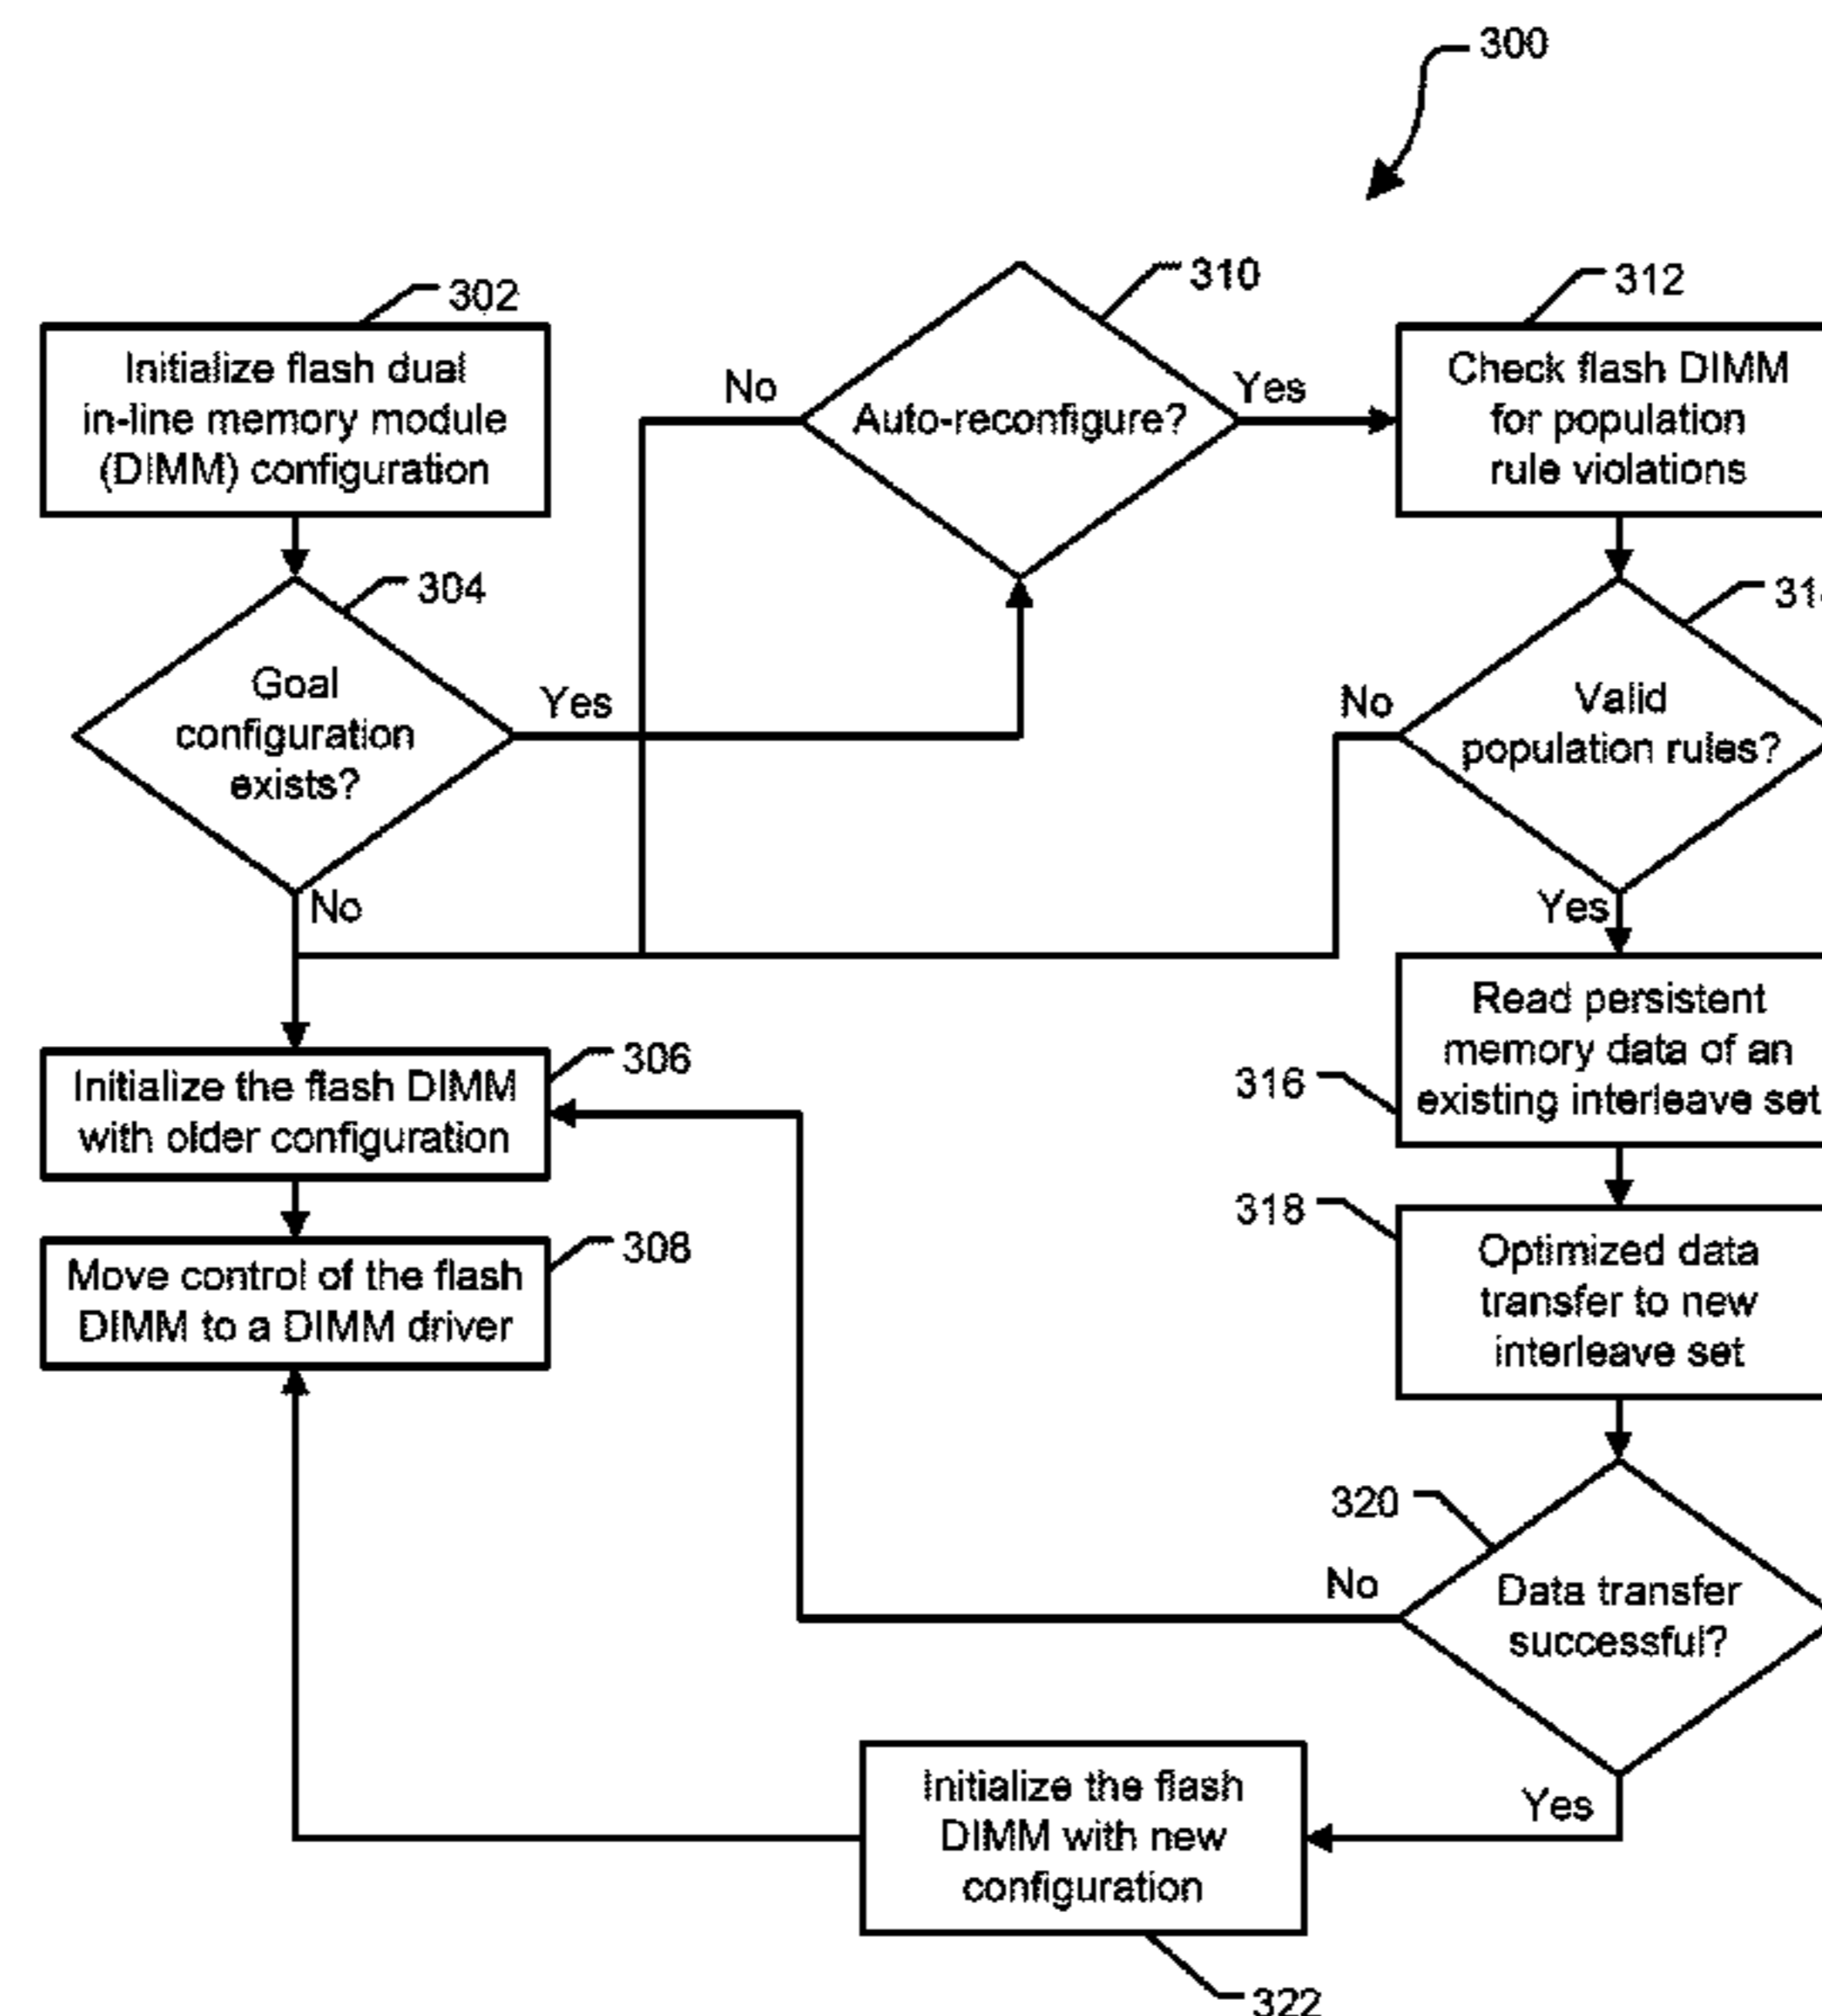 300
302
Initialize flash dual
in-line memory module
(DIMM) configuration
304
Goal
configuration
exists?
Yes
No
310
Auto-reconfigure?
No
Yes
312
Check flash DIMM
for population
rule violations
Valid
population rules?
No
Yes
306
Initialize the flash DIMM
with older configuration
308
Move control of the flash
DIMM to a DIMM driver
316
Read persistent
memory data of an
existing interleave set
318
Optimized data
transfer to new
interleave set
320
Data transfer
successful?
No
Yes
Initialize the flash
DIMM with new
configuration
322